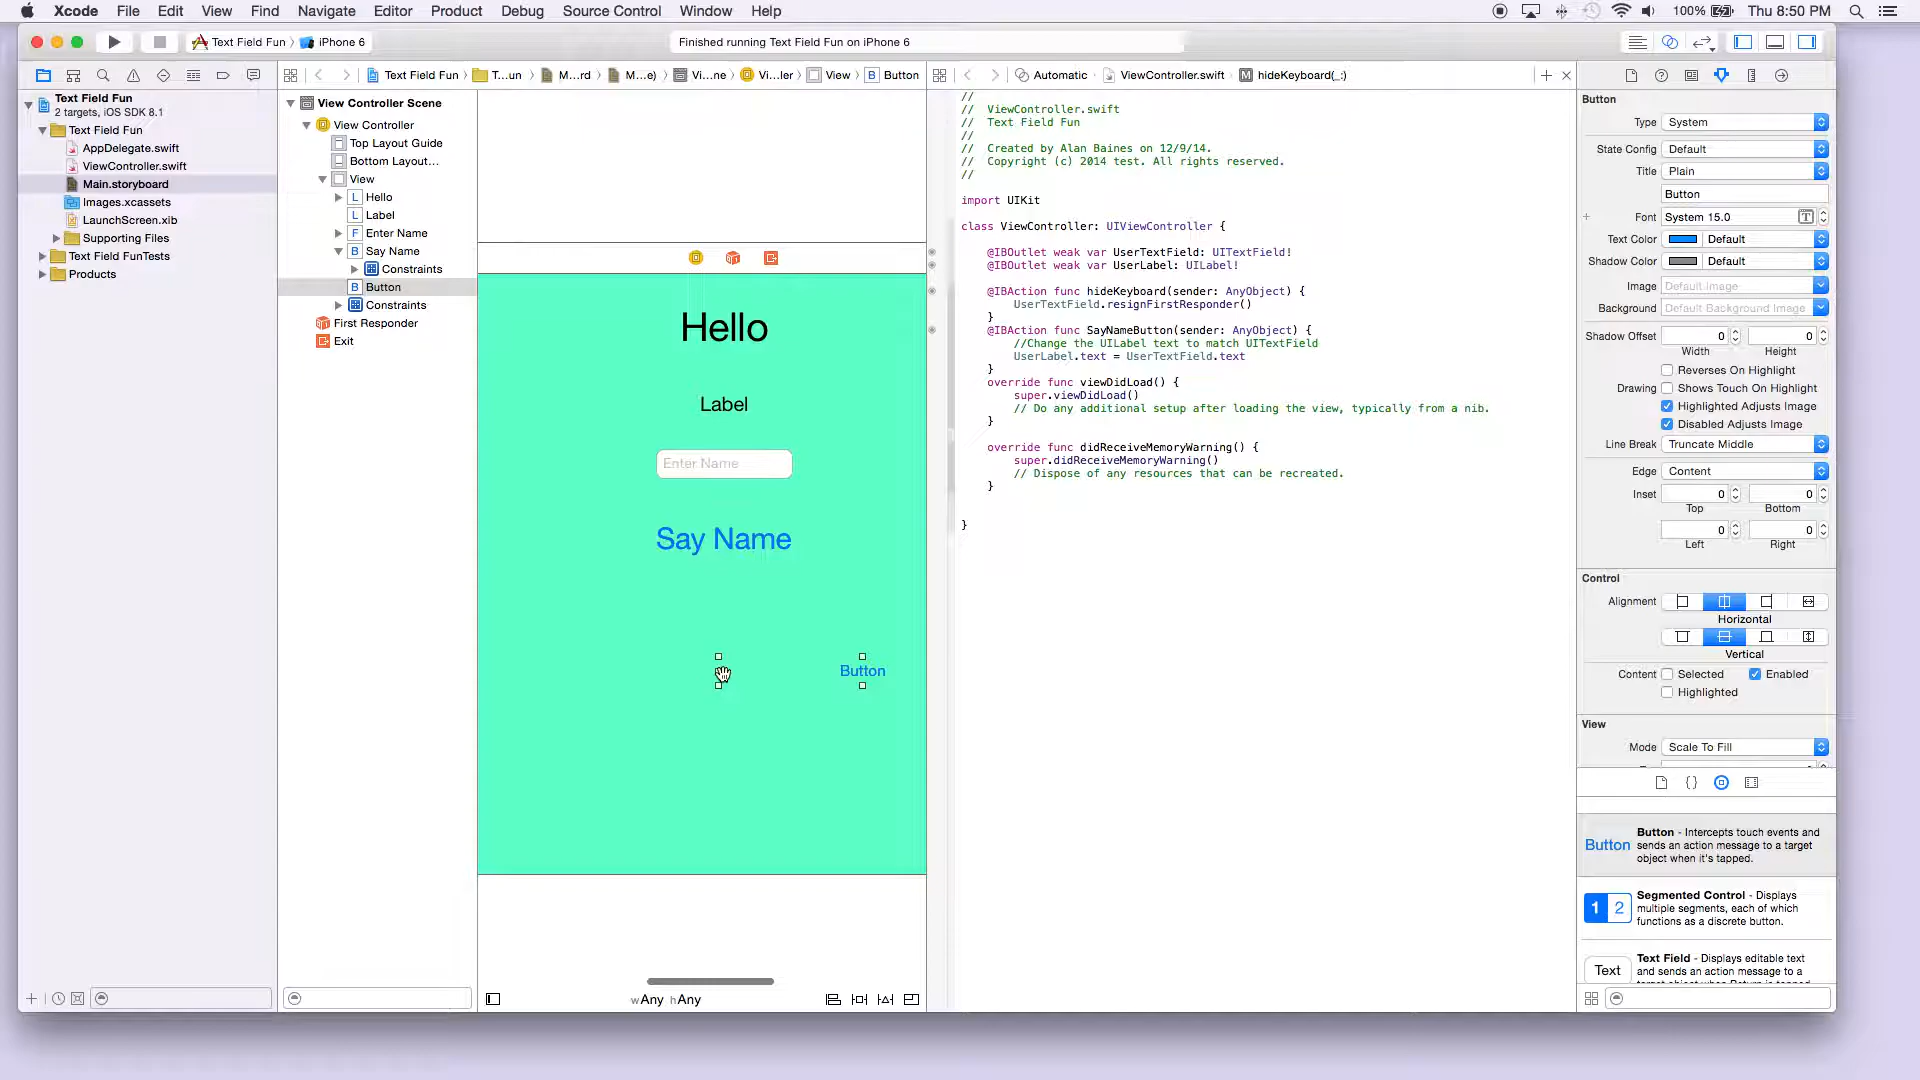 Xcode File Edit View Find Navigate Editor Product Debug Source Control Window Help 100% Thu 8:50 PM
Text Field Fun iPhone 6 Finished running Text Field Fun on iPhone 6
Text Field Fun T...un M...rd M...e) Vi...ne Vi...ler View B Button
Automatic ViewController.swift M hideKeyboard(_:)
Text Field Fun
2 targets, iOS SDK 8.1
Text Field Fun
AppDelegate.swift
ViewController.swift
Main.storyboard
Images.xcassets
LaunchScreen.xib
Supporting Files
Text Field FunTests
Products
View Controller Scene
View Controller
Top Layout Guide
Bottom Layout...
View
L Hello
L Label
F Enter Name
B Say Name
Constraints
B Button
Constraints
First Responder
Exit
Hello
Label
Enter Name
Say Name
Button
wAny hAny
//
// ViewController.swift
// Text Field Fun
//
// Created by Alan Baines on 12/9/14.
// Copyright (c) 2014 test. All rights reserved.
//
import UIKit
class ViewController: UIViewController {
@IBOutlet weak var UserTextField: UITextField!
@IBOutlet weak var UserLabel: UILabel!
@IBAction func hideKeyboard(sender: AnyObject) {
UserTextField.resignFirstResponder()
}
@IBAction func SayNameButton(sender: AnyObject) {
//Change the UILabel text to match UITextField
UserLabel.text = UserTextField.text
}
override func viewDidLoad() {
super.viewDidLoad()
// Do any additional setup after loading the view, typically from a nib.
}
override func didReceiveMemoryWarning() {
super.didReceiveMemoryWarning()
// Dispose of any resources that can be recreated.
}
}
Button
Type System
State Config Default
Title Plain
Button
Font System 15.0 T
Text Color Default
Shadow Color Default
Image Default Image
Background Default Background Image
Shadow Offset 0 0
Width Height
Reverses On Highlight
Drawing Shows Touch On Highlight
Highlighted Adjusts Image
Disabled Adjusts Image
Line Break Truncate Middle
Edge Content
Inset 0 0
Top Bottom
0 0
Left Right
Control
Alignment
Horizontal
Vertical
Content Selected Enabled
Highlighted
View
Mode Scale To Fill
{}
Button Button - Intercepts touch events and
sends an action message to a target
object when it's tapped.
1 2 Segmented Control - Displays
multiple segments, each of which
functions as a discrete button.
Text Text Field - Displays editable text
and sends an action message to a
target object when Return is tapped